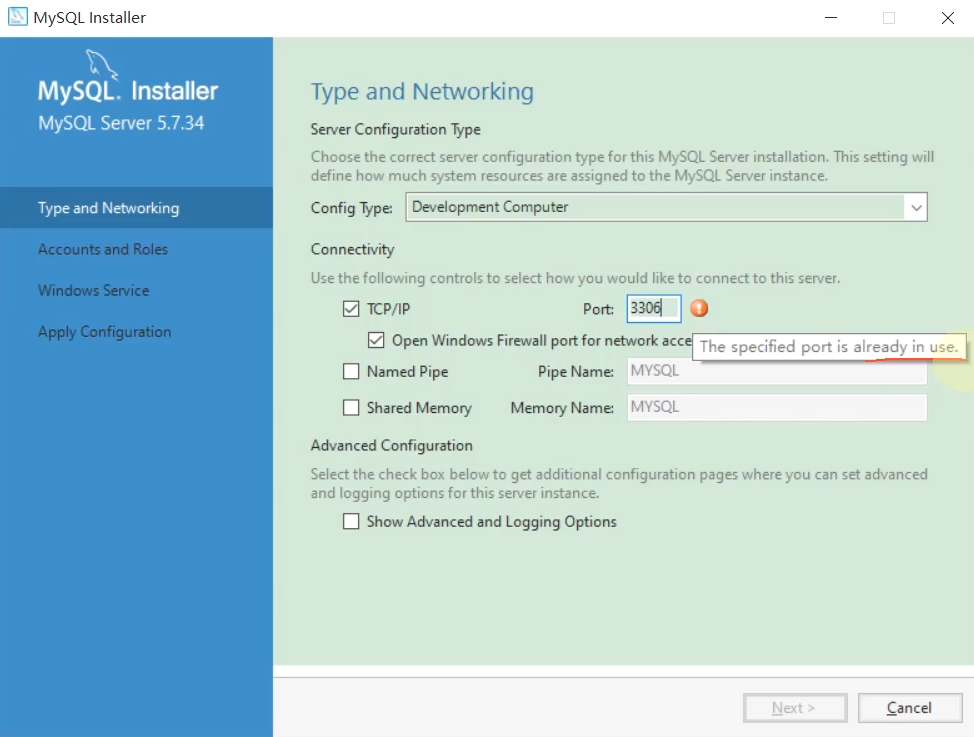 MySQL Installer
MySQL. Installer
MySQL Server 5.7.34
Type and Networking
Accounts and Roles
Windows Service
Apply Configuration
Type and Networking
Server Configuration Type
Choose the correct server configuration type for this MySQL Server installation. This setting will
define how much system resources are assigned to the MySQL Server instance.
Config Type: Development Computer
Connectivity
Use the following controls to select how you would like to connect to this server.
TCP/IP Port: 3306
Open Windows Firewall port for network acce
The specified port is already in use.
Named Pipe Pipe Name: MYSQL
Shared Memory Memory Name: MYSQL
Advanced Configuration
Select the check box below to get additional configuration pages where you can set advanced
and logging options for this server instance.
Show Advanced and Logging Options
Next > Cancel